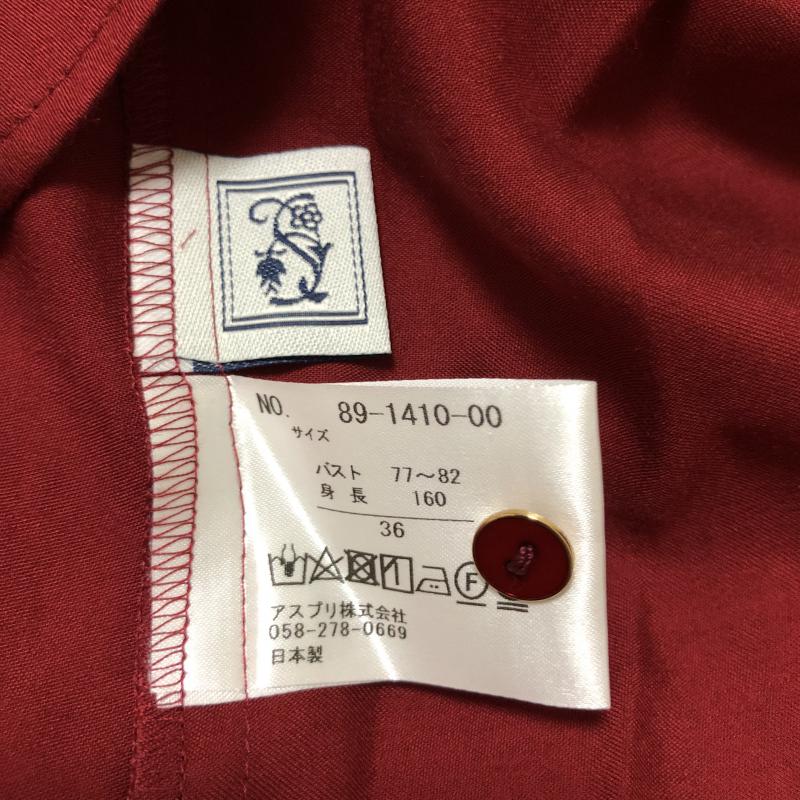 NO. 89-1410-00
サイズ
バスト 77～82
身長 160
36
F
アスプリ株式会社
058-278-0669
日本製